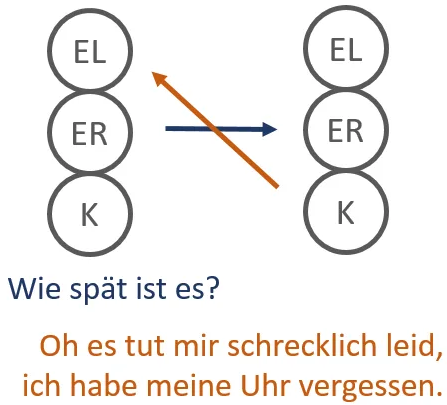 EL EL
ER ER
K K
Wie spät ist es?
Oh es tut mir schrecklich leid,
ich habe meine Uhr vergessen.